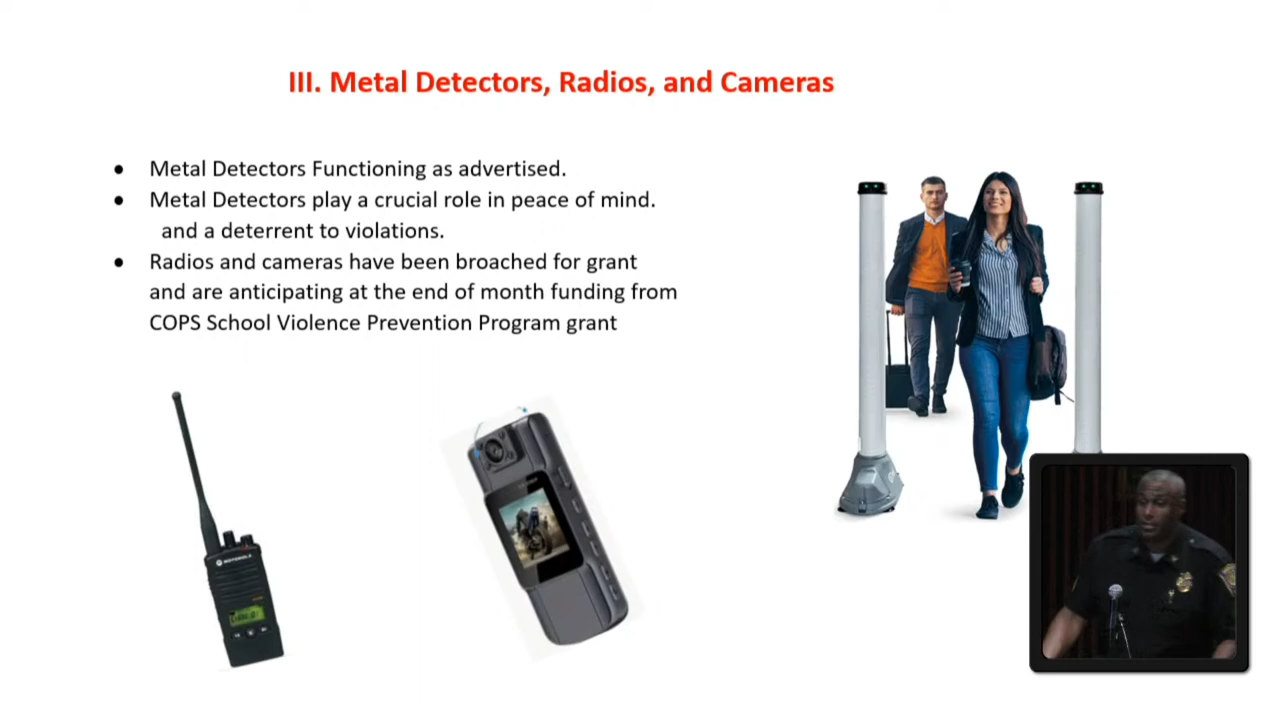 III. Metal Detectors, Radios, and Cameras
● Metal Detectors Functioning as advertised.
● Metal Detectors play a crucial role in peace of mind.
and a deterrent to violations.
● Radios and cameras have been broached for grant
and are anticipating at the end of month funding from
COPS School Violence Prevention Program grant
MOTOROLA